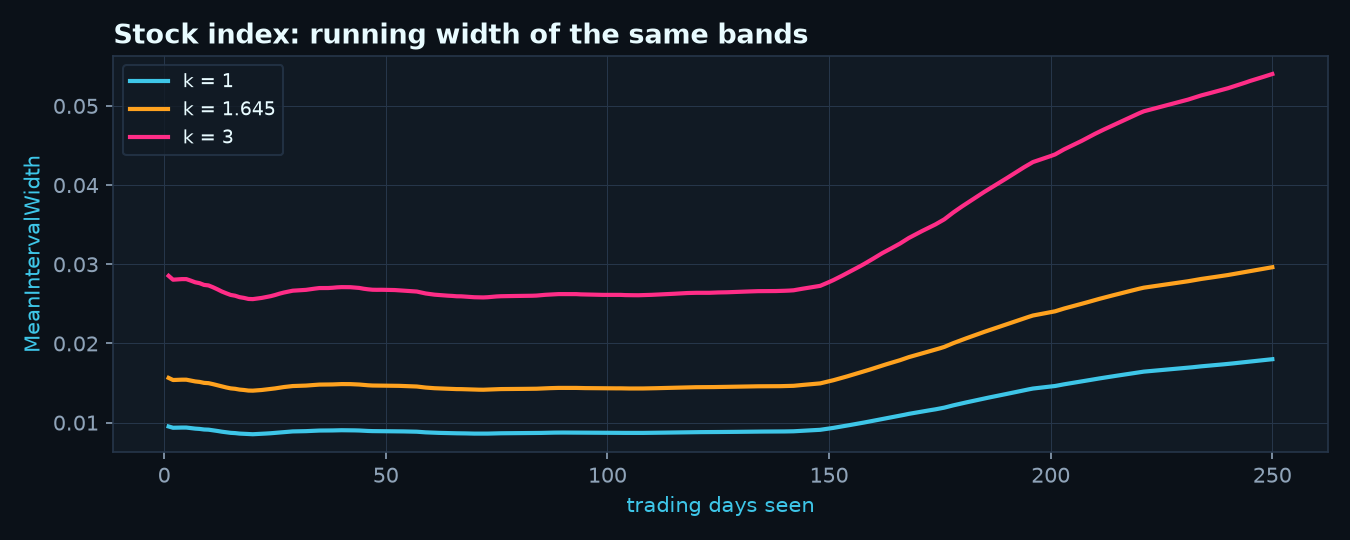 Stock index: running width of the same bands
k = 1
k = 1.645
k = 3
MeanIntervalWidth
0.05
0.04
0.03
0.02
0.01
0 50 100 150 200 250
trading days seen